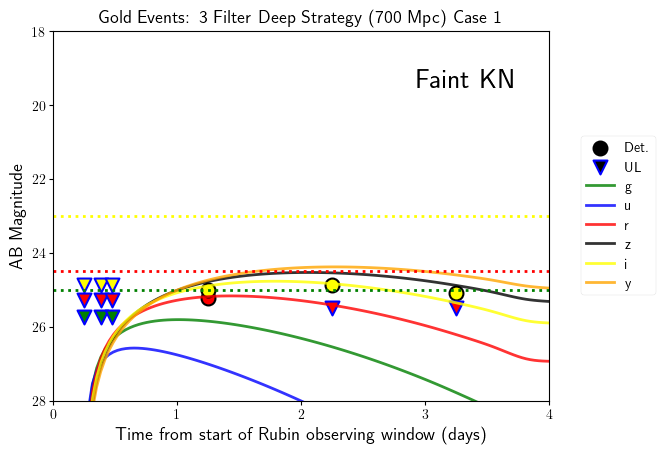 Gold Events: 3 Filter Deep Strategy (700 Mpc) Case 1
18
20
22
24
26
28
AB Magnitude
Faint KN
0 1 2 3 4
Time from start of Rubin observing window (days)
Det.
UL
g
u
r
z
i
y